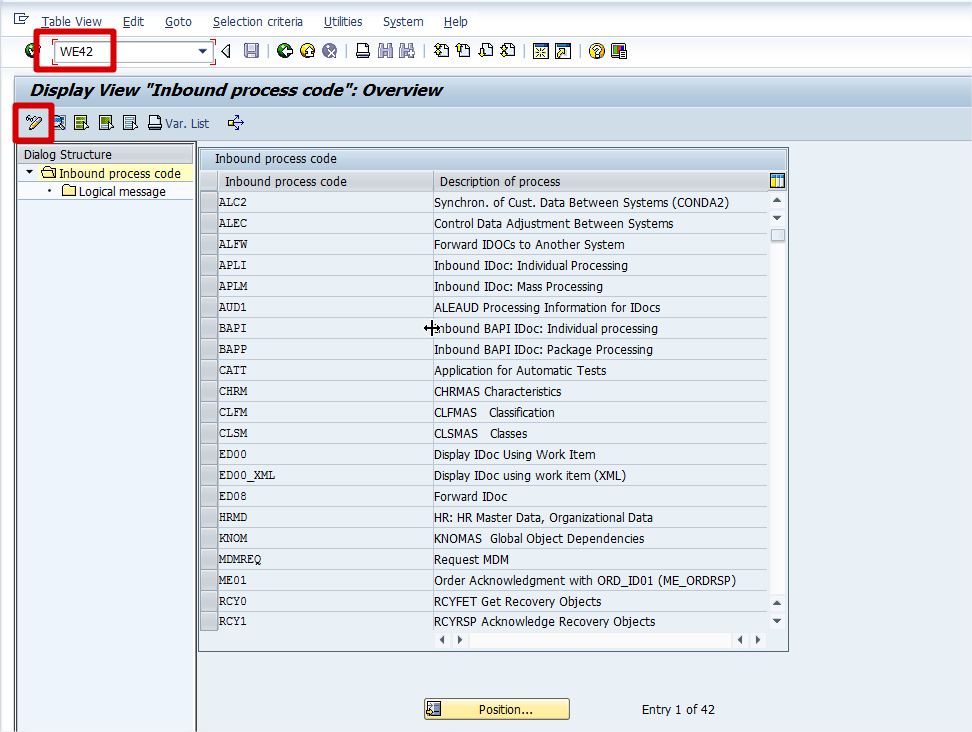 Table View Edit Goto Selection criteria Utilities System Help
WE42
Display View "Inbound process code": Overview
Var. List
Dialog Structure
Inbound process code
Logical message
Inbound process code
Inbound process code Description of process
ALC2 Synchron. of Cust. Data Between Systems (CONDA2)
ALEC Control Data Adjustment Between Systems
ALFW Forward IDOCs to Another System
APLI Inbound IDoc: Individual Processing
APLM Inbound IDoc: Mass Processing
AUD1 ALEAUD Processing Information for IDocs
BAPI Inbound BAPI IDoc: Individual processing
BAPP Inbound BAPI IDoc: Package Processing
CATT Application for Automatic Tests
CHRM CHRMAS Characteristics
CLFM CLFMAS Classification
CLSM CLSMAS Classes
ED00 Display IDoc Using Work Item
ED00_XML Display IDoc using work item (XML)
ED08 Forward IDoc
HRMD HR: HR Master Data, Organizational Data
KNOM KNOMAS Global Object Dependencies
MDMREQ Request MDM
ME01 Order Acknowledgment with ORD_ID01 (ME_ORDRSP)
RCY0 RCYFET Get Recovery Objects
RCY1 RCYRSP Acknowledge Recovery Objects
Position... Entry 1 of 42